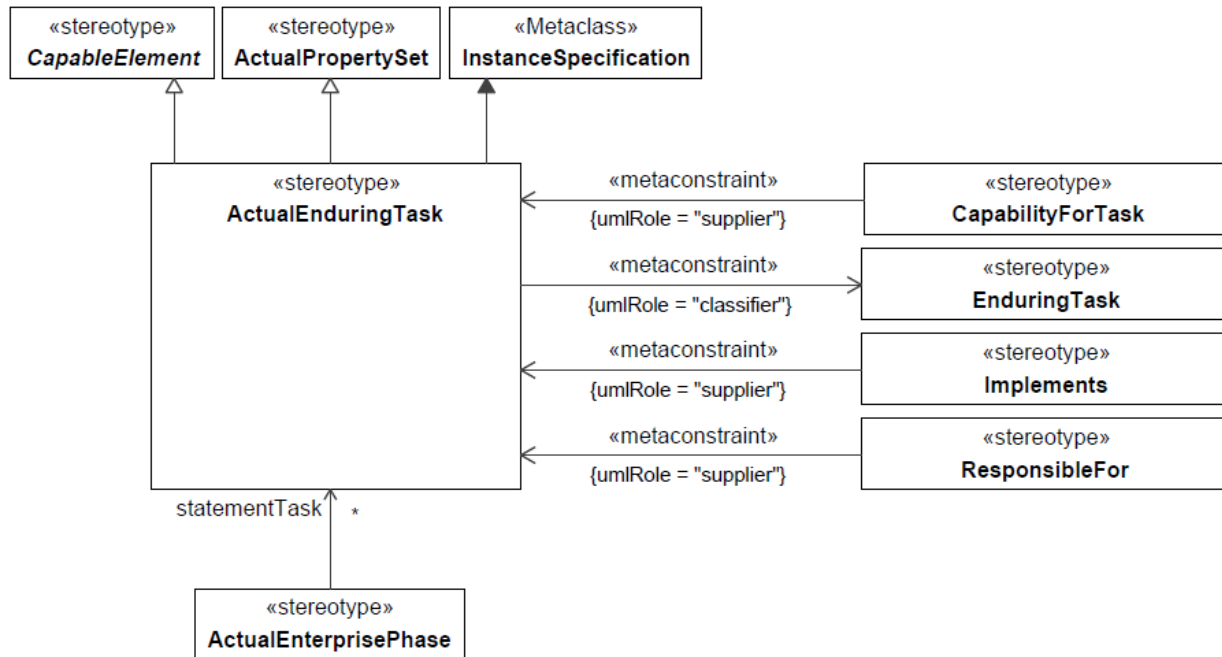 «stereotype»
CapableElement
«stereotype»
ActualPropertySet
«Metaclass»
InstanceSpecification
«stereotype»
ActualEnduringTask
«metaconstraint»
{umlRole = "supplier"}
«stereotype»
CapabilityForTask
«metaconstraint»
{umlRole = "classifier"}
«stereotype»
EnduringTask
«metaconstraint»
{umlRole = "supplier"}
«stereotype»
Implements
«metaconstraint»
{umlRole = "supplier"}
«stereotype»
ResponsibleFor
statementTask *
«stereotype»
ActualEnterprisePhase